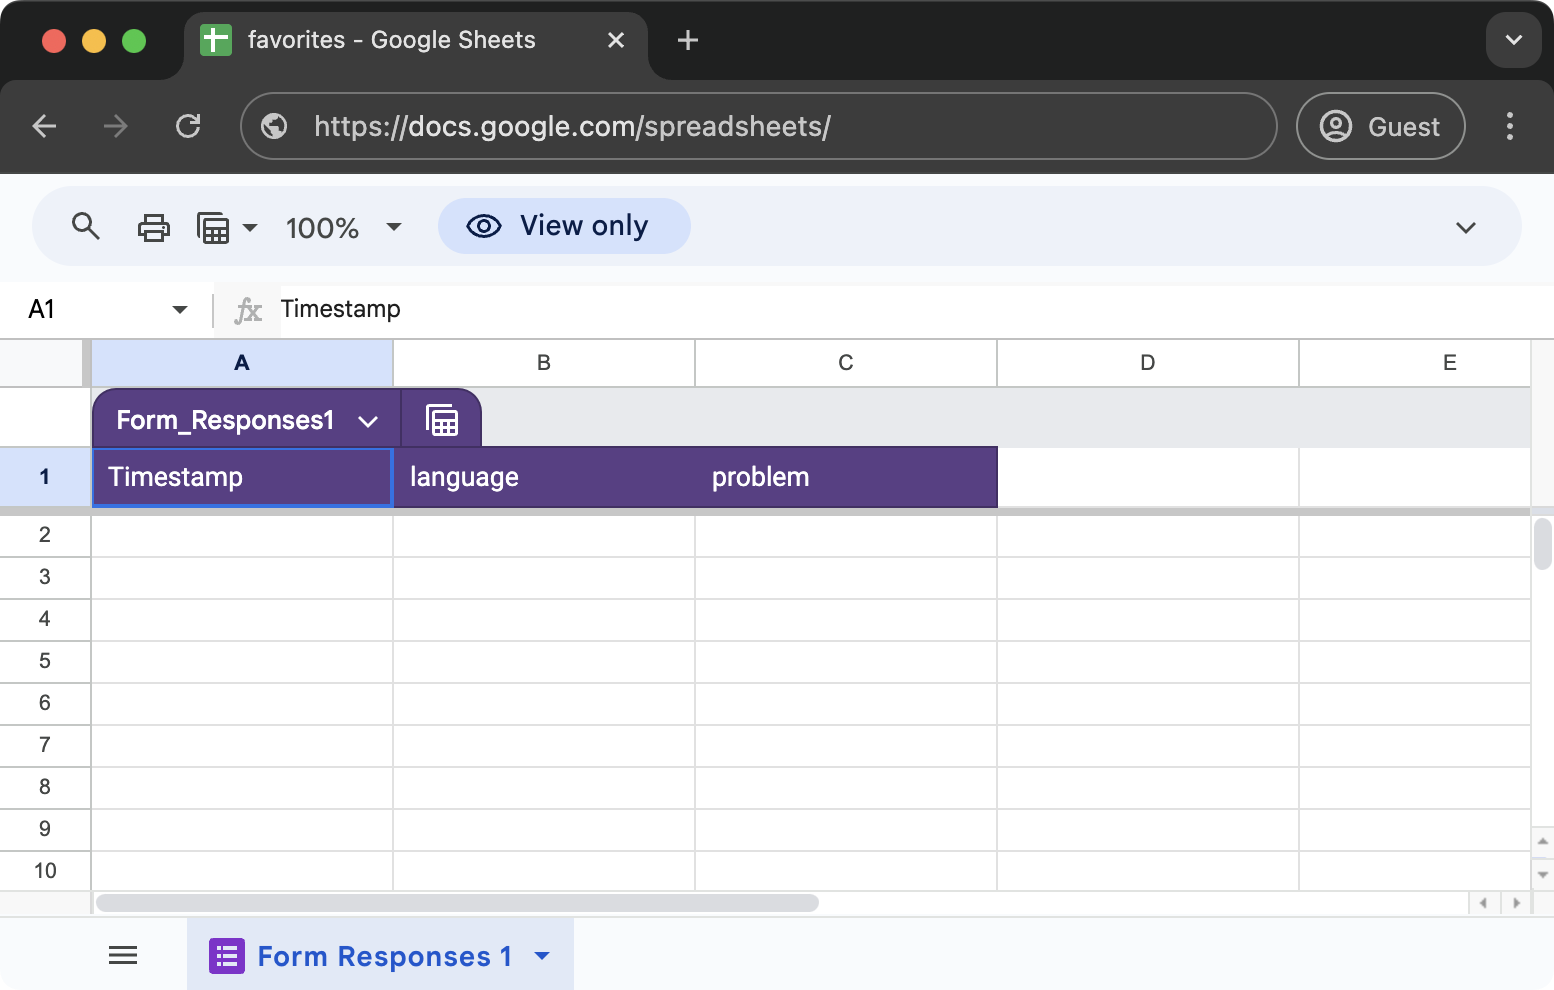 favorites - Google Sheets
https://docs.google.com/spreadsheets/
Guest
100%
View only
A1
fx Timestamp
A B C D E
Form_Responses1
1 Timestamp language problem
2
3
4
5
6
7
8
9
10
Form Responses 1